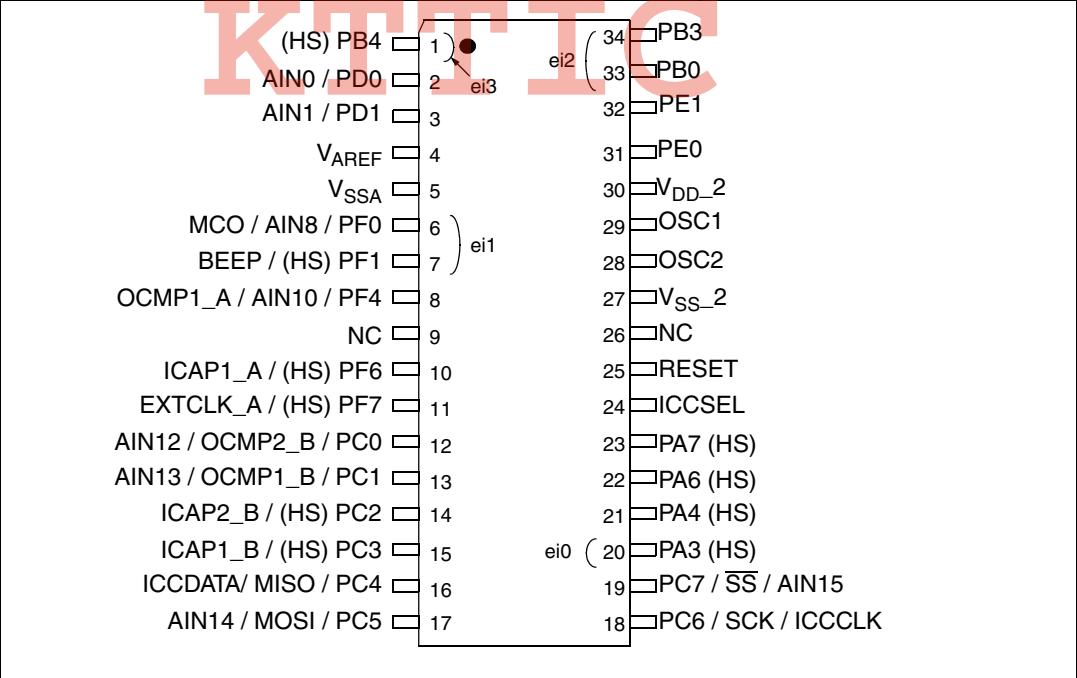 KTTIC
(HS) PB4 1
AIN0 / PD0 2
AIN1 / PD1 3
VAREF 4
VSSA 5
MCO / AIN8 / PF0 6
BEEP / (HS) PF1 7
OCMP1_A / AIN10 / PF4 8
NC 9
ICAP1_A / (HS) PF6 10
EXTCLK_A / (HS) PF7 11
AIN12 / OCMP2_B / PC0 12
AIN13 / OCMP1_B / PC1 13
ICAP2_B / (HS) PC2 14
ICAP1_B / (HS) PC3 15
ICCDATA/ MISO / PC4 16
AIN14 / MOSI / PC5 17
ei3
ei1
ei2
ei0
34 PB3
33 PB0
32 PE1
31 PE0
30 VDD_2
29 OSC1
28 OSC2
27 VSS_2
26 NC
25 RESET
24 ICCSEL
23 PA7 (HS)
22 PA6 (HS)
21 PA4 (HS)
20 PA3 (HS)
19 PC7 / SS / AIN15
18 PC6 / SCK / ICCCLK